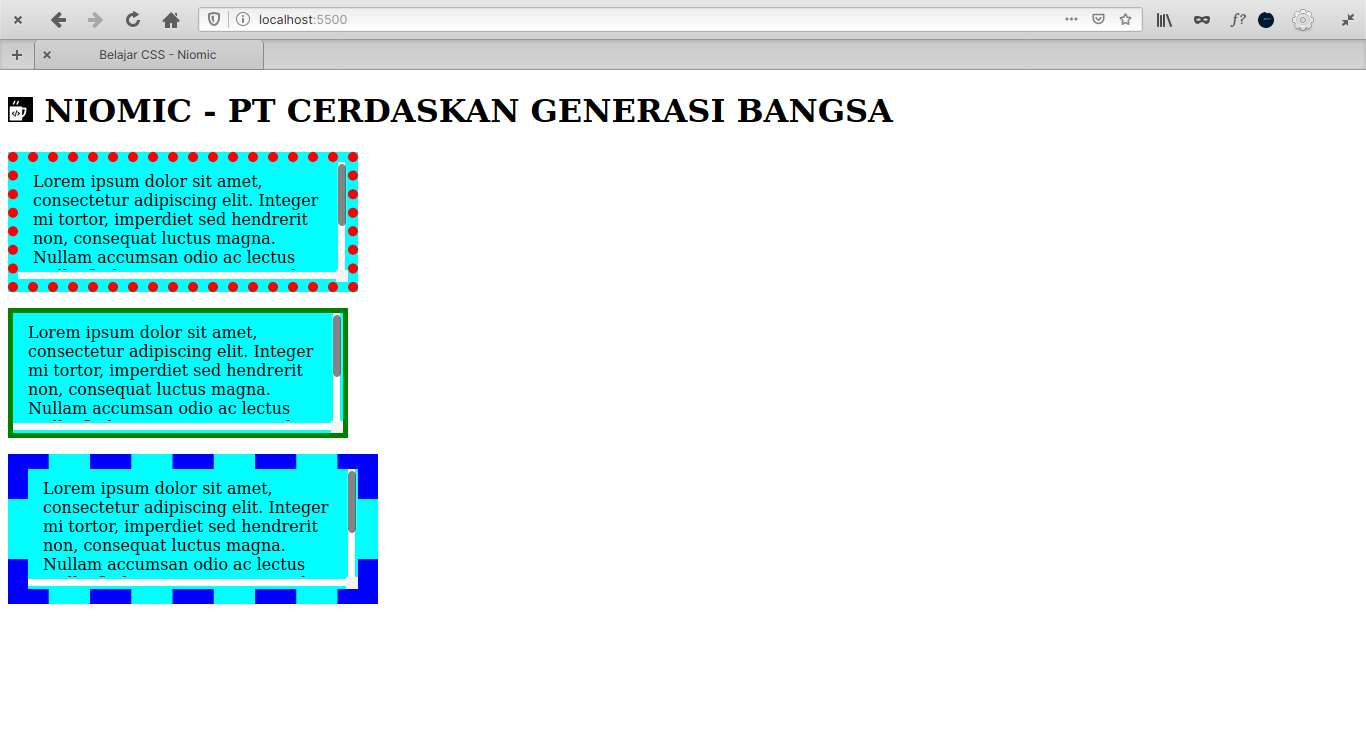 localhost:5500
f?
Belajar CSS - Niomic
NIOMIC - PT CERDASKAN GENERASI BANGSA
Lorem ipsum dolor sit amet,
consectetur adipiscing elit. Integer
mi tortor, imperdiet sed hendrerit
non, consequat luctus magna.
Nullam accumsan odio ac lectus
Lorem ipsum dolor sit amet,
consectetur adipiscing elit. Integer
mi tortor, imperdiet sed hendrerit
non, consequat luctus magna.
Nullam accumsan odio ac lectus
Lorem ipsum dolor sit amet,
consectetur adipiscing elit. Integer
mi tortor, imperdiet sed hendrerit
non, consequat luctus magna.
Nullam accumsan odio ac lectus